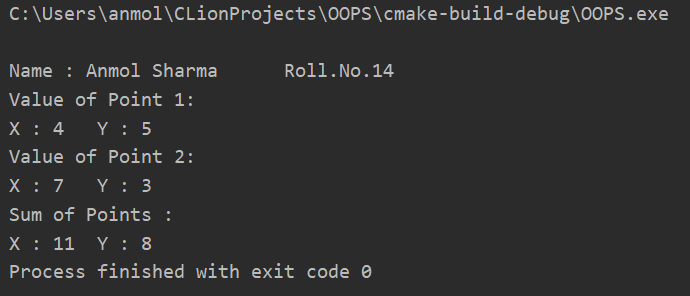 C:\Users\anmol\CLionProjects\OOPS\cmake-build-debug\OOPS.exe
Name : Anmol Sharma      Roll.No.14
Value of Point 1:
X : 4   Y : 5
Value of Point 2:
X : 7   Y : 3
Sum of Points :
X : 11  Y : 8
Process finished with exit code 0